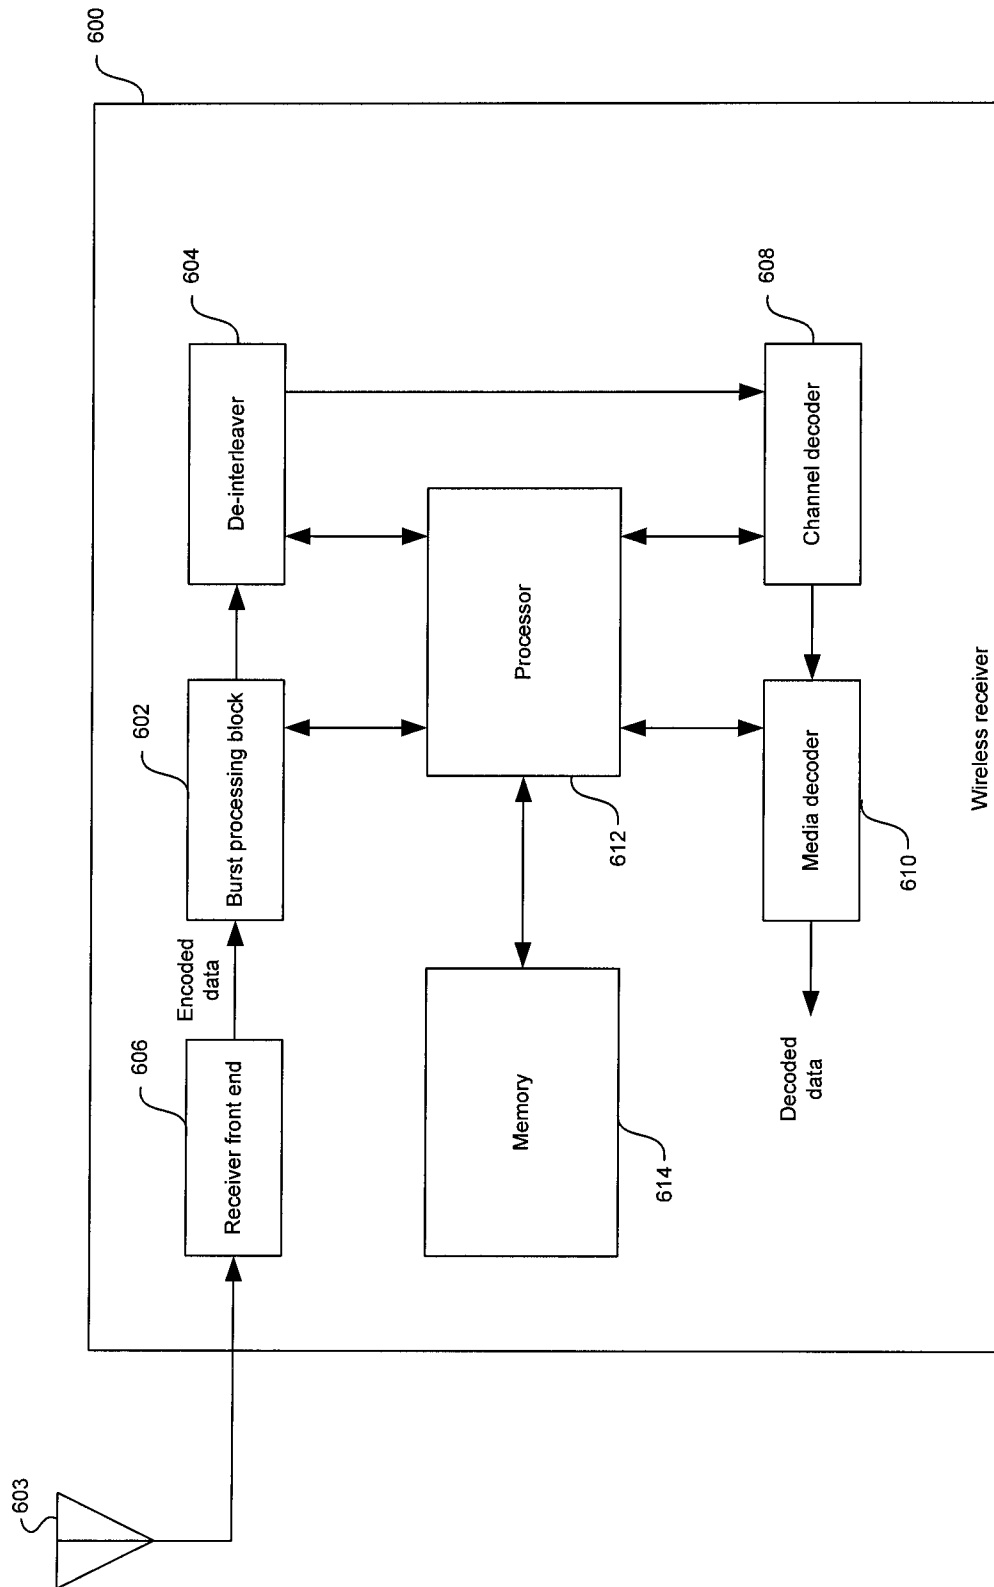 600
603
606
Receiver front end
Encoded
data
602
Burst processing block
604
De-interleaver
Memory
614
Processor
612
Decoded
data
Media decoder
610
Channel decoder
608
Wireless receiver